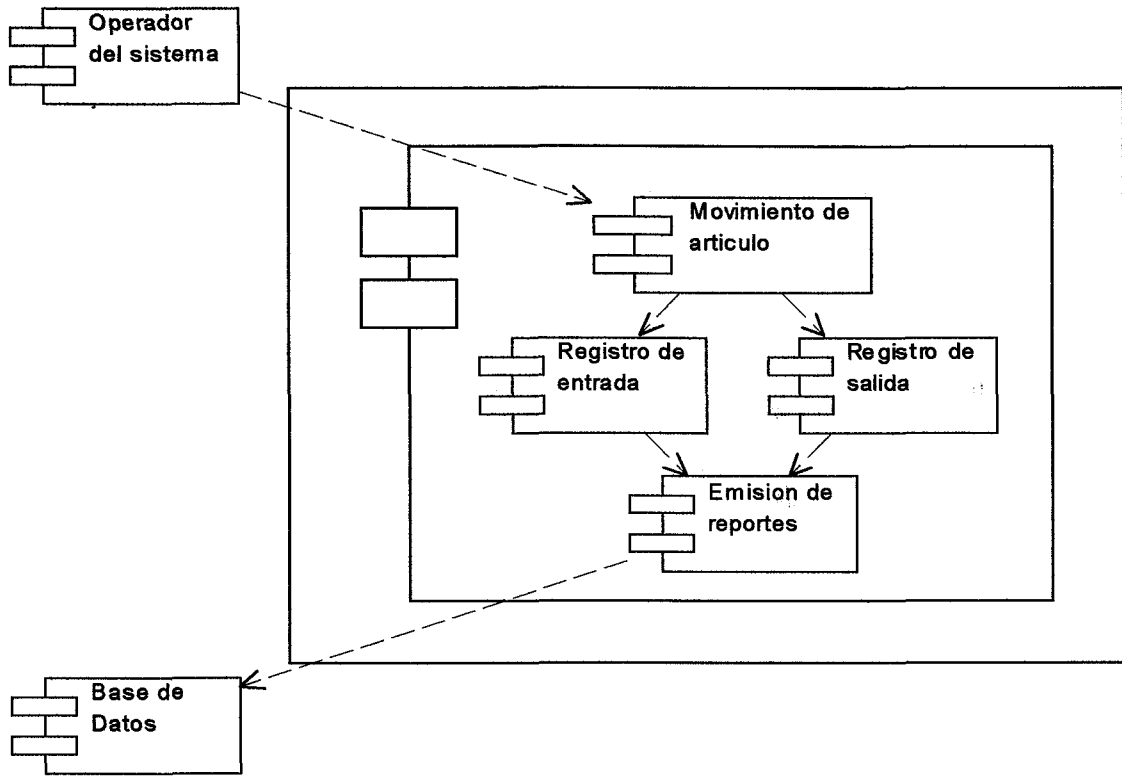 Operador
del sistema
Movimiento de
articulo
Registro de
entrada
Registro de
salida
Emision de
reportes
Base de
Datos